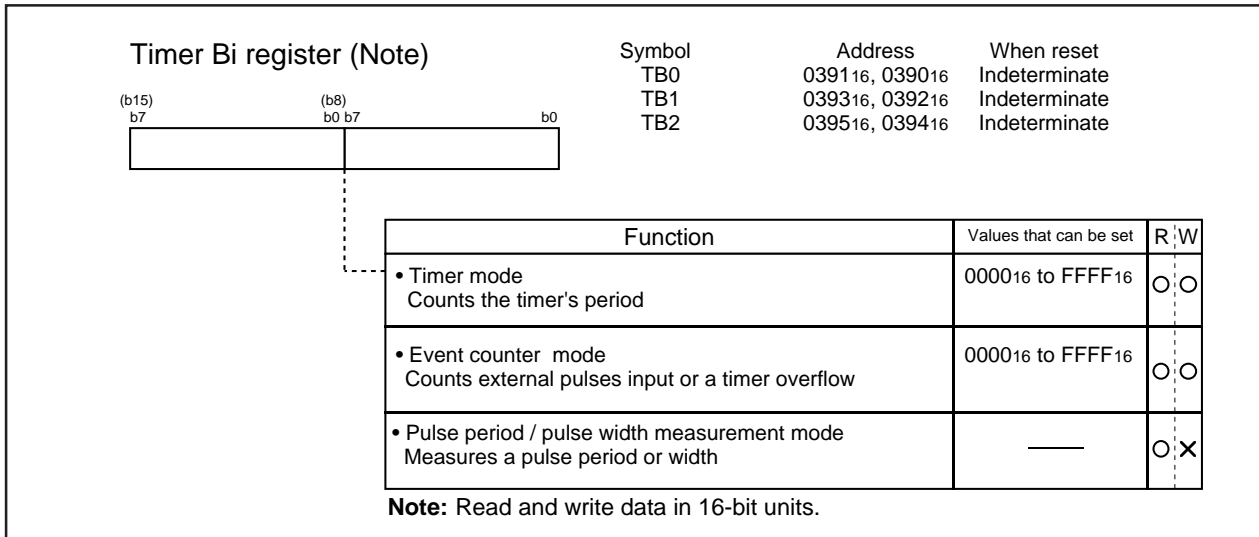 Timer Bi register (Note)
Symbol Address When reset
TB0 039116, 039016 Indeterminate
TB1 039316, 039216 Indeterminate
TB2 039516, 039416 Indeterminate
(b15) (b8)
b7 b0 b7 b0
Function Values that can be set R W
• Timer mode 000016 to FFFF16
Counts the timer's period
• Event counter mode 000016 to FFFF16
Counts external pulses input or a timer overflow
• Pulse period / pulse width measurement mode
Measures a pulse period or width
Note: Read and write data in 16-bit units.